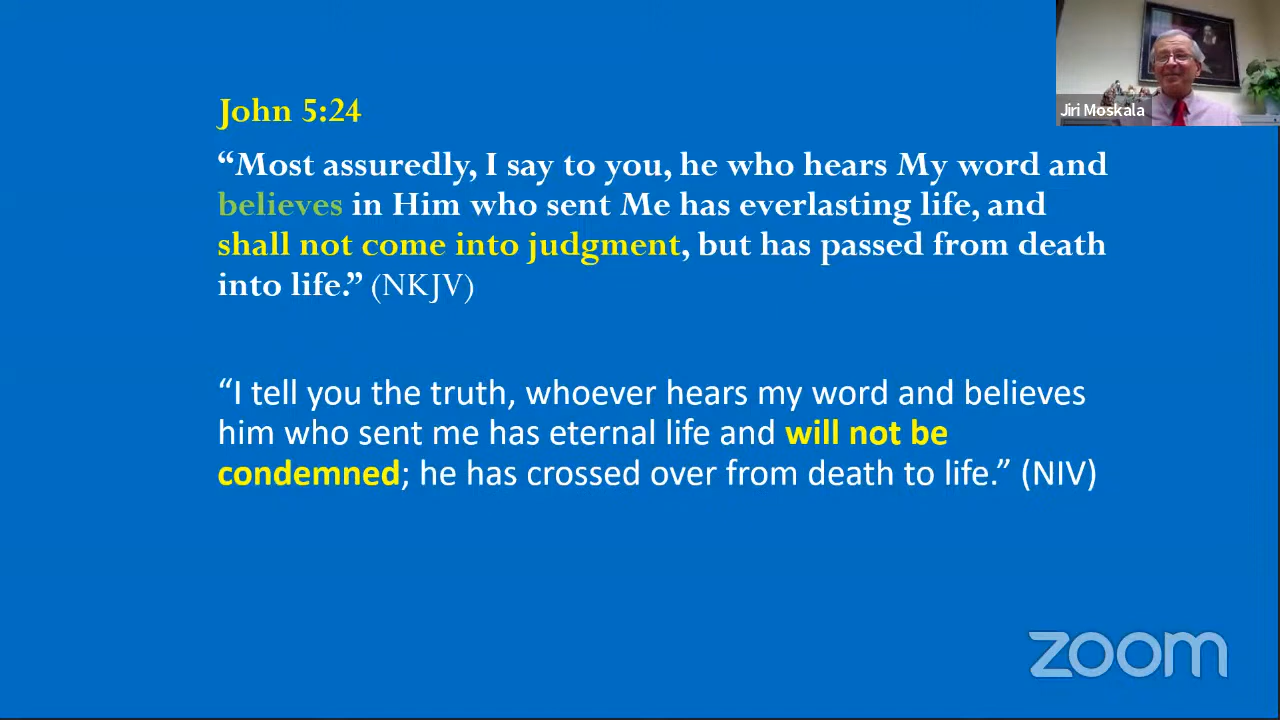 Jiri Moskala
John 5:24
“Most assuredly, I say to you, he who hears My word and
believes in Him who sent Me has everlasting life, and
shall not come into judgment, but has passed from death
into life.” (NKJV)
“I tell you the truth, whoever hears my word and believes
him who sent me has eternal life and will not be
condemned; he has crossed over from death to life.” (NIV)
zoom